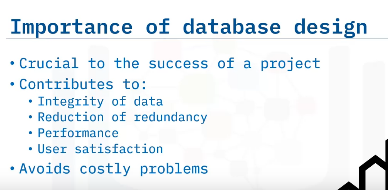 Importance of database design
• Crucial to the success of a project
• Contributes to:
• Integrity of data
• Reduction of redundancy
• Performance
• User satisfaction
• Avoids costly problems